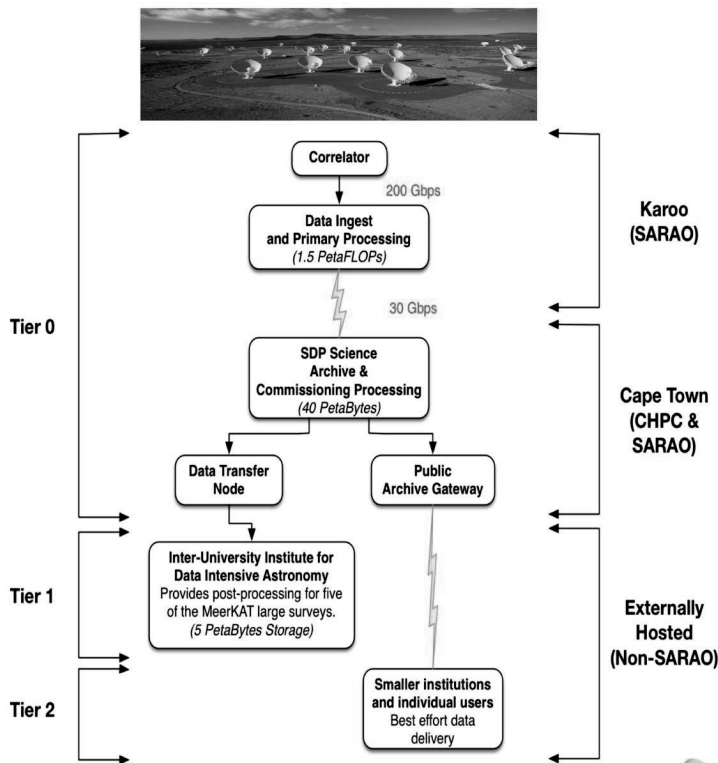 Correlator
200 Gbps
Data Ingest
and Primary Processing
(1.5 PetaFLOPs)
Karoo
(SARAO)
30 Gbps
Tier 0
SDP Science
Archive &
Commissioning Processing
(40 PetaBytes)
Cape Town
(CHPC &
SARAO)
Data Transfer
Node
Public
Archive Gateway
Inter-University Institute for
Data Intensive Astronomy
Provides post-processing for five
of the MeerKAT large surveys.
(5 PetaBytes Storage)
Tier 1
Externally
Hosted
(Non-SARAO)
Tier 2
Smaller institutions
and individual users
Best effort data
delivery